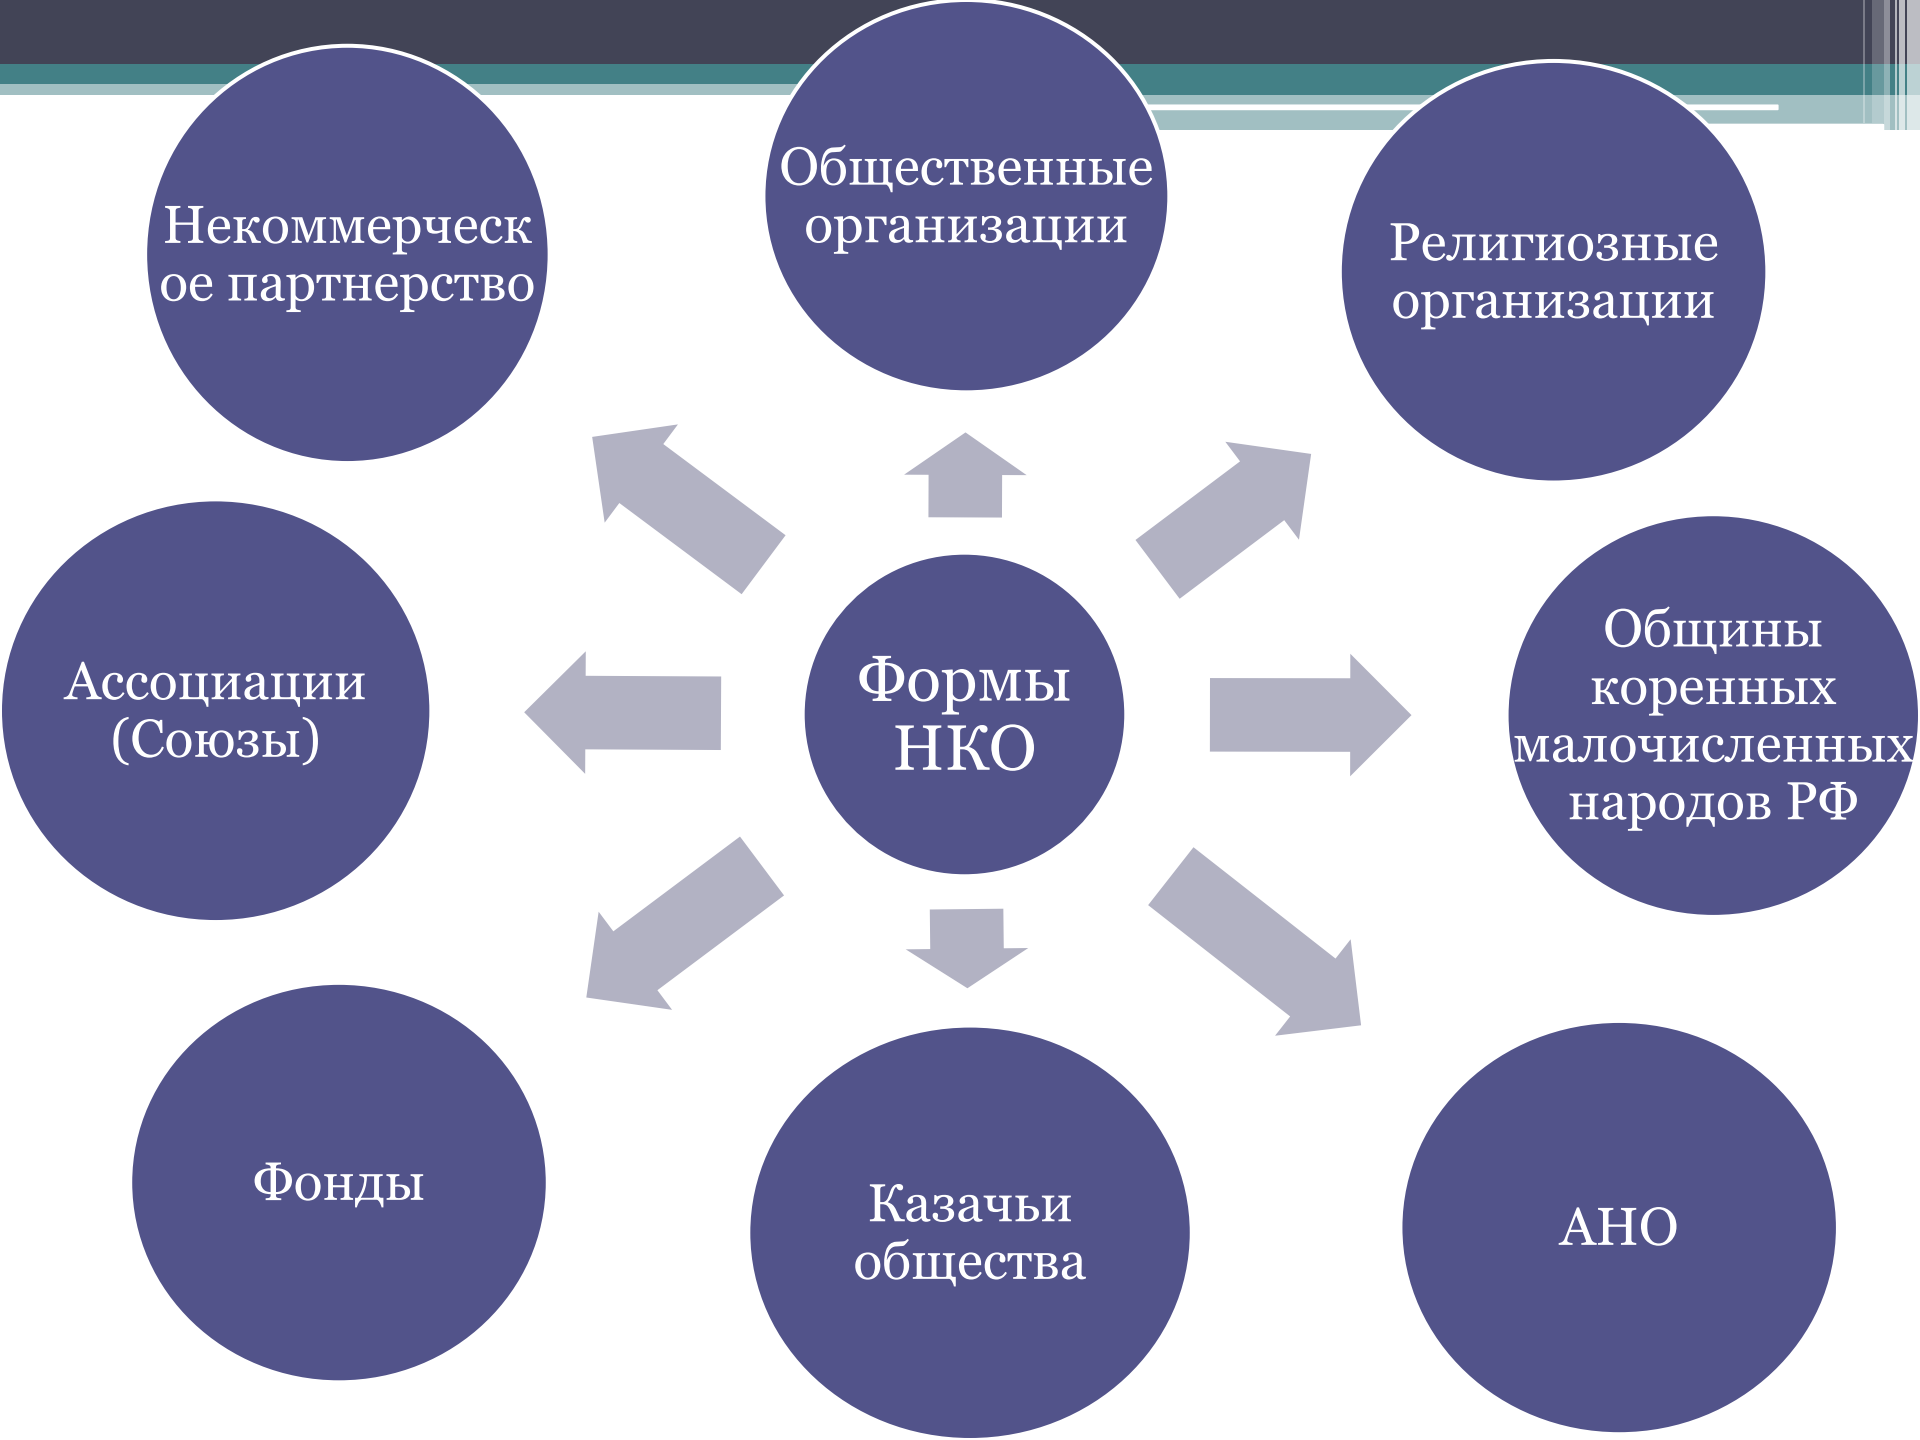 Некоммерческ
ое партнерство
Общественные
организации
Религиозные
организации
Ассоциации
(Союзы)
Формы
НКО
Общины
коренных
малочисленных
народов РФ
Фонды
Казачьи
общества
АНО